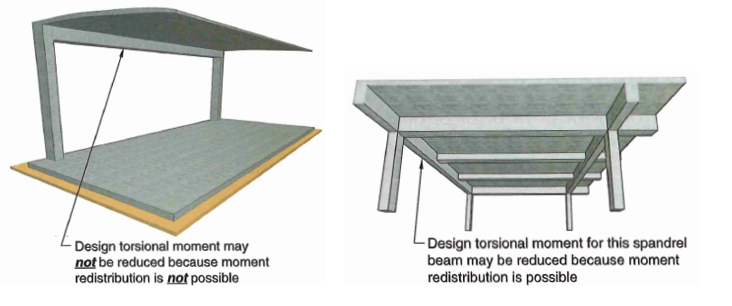 Design torsional moment may
not be reduced because moment
redistribution is not possible
Design torsional moment for this spandrel
beam may be reduced because moment
redistribution is possible